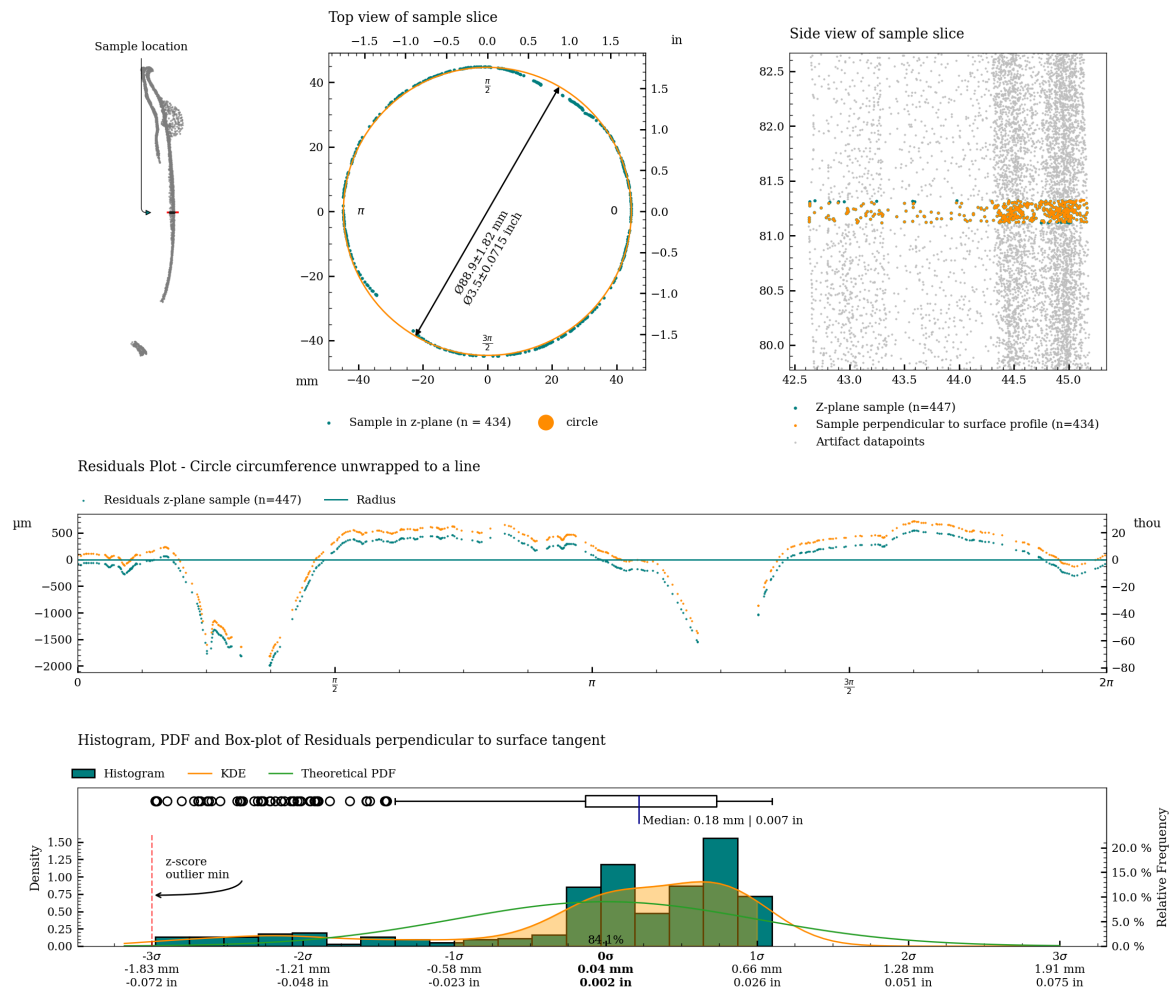 Sample location
Top view of sample slice
−1.5 −1.0 −0.5 0.0 0.5 1.0 1.5 in
40
20
0
−20
−40
mm
π/2
π
0
3π/2
Ø88.9±1.82 mm
Ø3.5±0.0715 inch
1.5
1.0
0.5
0.0
−0.5
−1.0
−1.5
−40 −20 0 20 40
Sample in z-plane (n = 434) circle
Side view of sample slice
82.5
82.0
81.5
81.0
80.5
80.0
42.5 43.0 43.5 44.0 44.5 45.0
Z-plane sample (n=447)
Sample perpendicular to surface profile (n=434)
Artifact datapoints
Residuals Plot - Circle circumference unwrapped to a line
Residuals z-plane sample (n=447) Radius
µm thou
500
0
−500
−1000
−1500
−2000
20
0
−20
−40
−60
−80
0 π/2 π 3π/2 2π
Histogram, PDF and Box-plot of Residuals perpendicular to surface tangent
Histogram KDE Theoretical PDF
Median: 0.18 mm | 0.007 in
z-score
outlier min
Density
1.50
1.25
1.00
0.75
0.50
0.25
0.00
84.1%
Relative Frequency
20.0 %
15.0 %
10.0 %
5.0 %
0.0 %
-3σ -2σ -1σ 0σ 1σ 2σ 3σ
-1.83 mm -1.21 mm -0.58 mm 0.04 mm 0.66 mm 1.28 mm 1.91 mm
-0.072 in -0.048 in -0.023 in 0.002 in 0.026 in 0.051 in 0.075 in